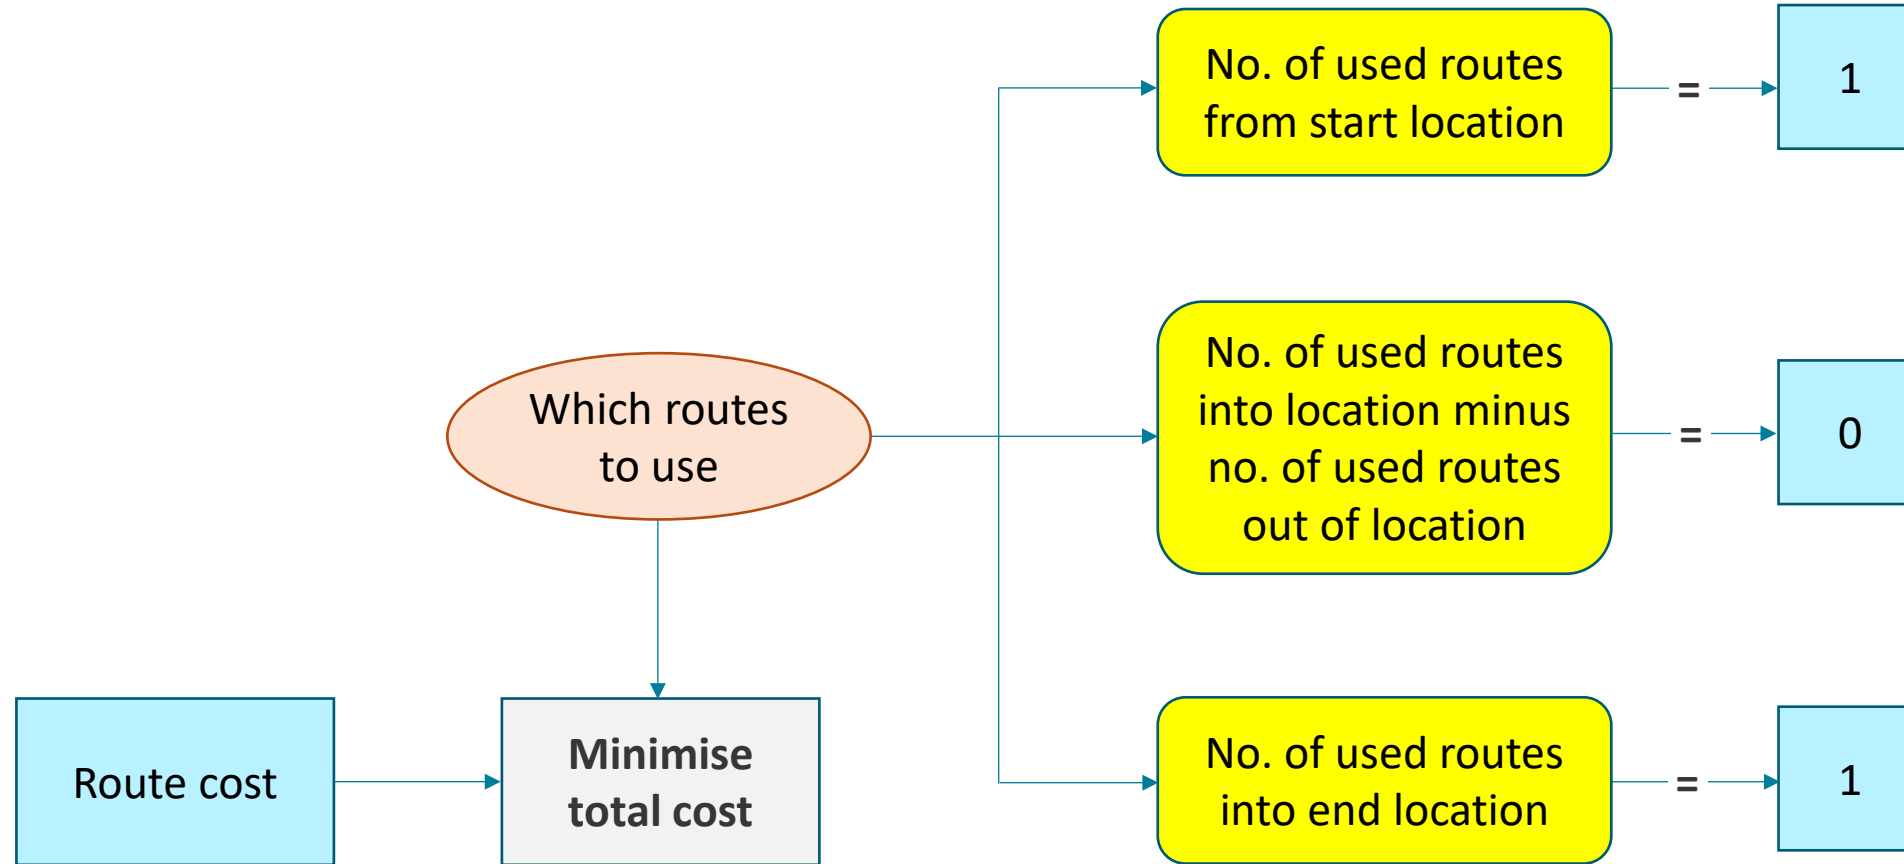 No. of used routes
from start location
=
1
Which routes
to use
No. of used routes
into location minus
no. of used routes
out of location
=
0
Route cost
Minimise
total cost
No. of used routes
into end location
=
1